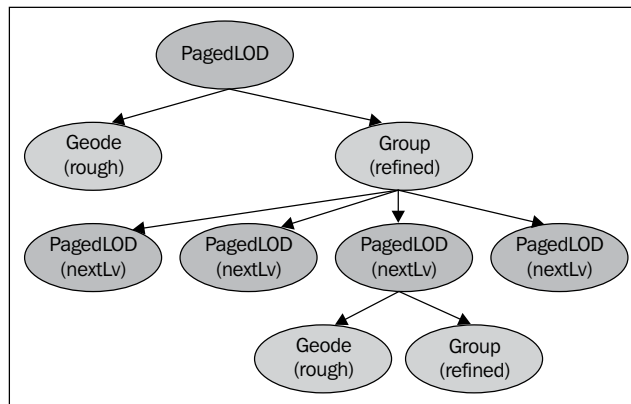 PagedLOD
Geode
(rough)
Group
(refined)
PagedLOD
(nextLv)
PagedLOD
(nextLv)
PagedLOD
(nextLv)
PagedLOD
(nextLv)
Geode
(rough)
Group
(refined)